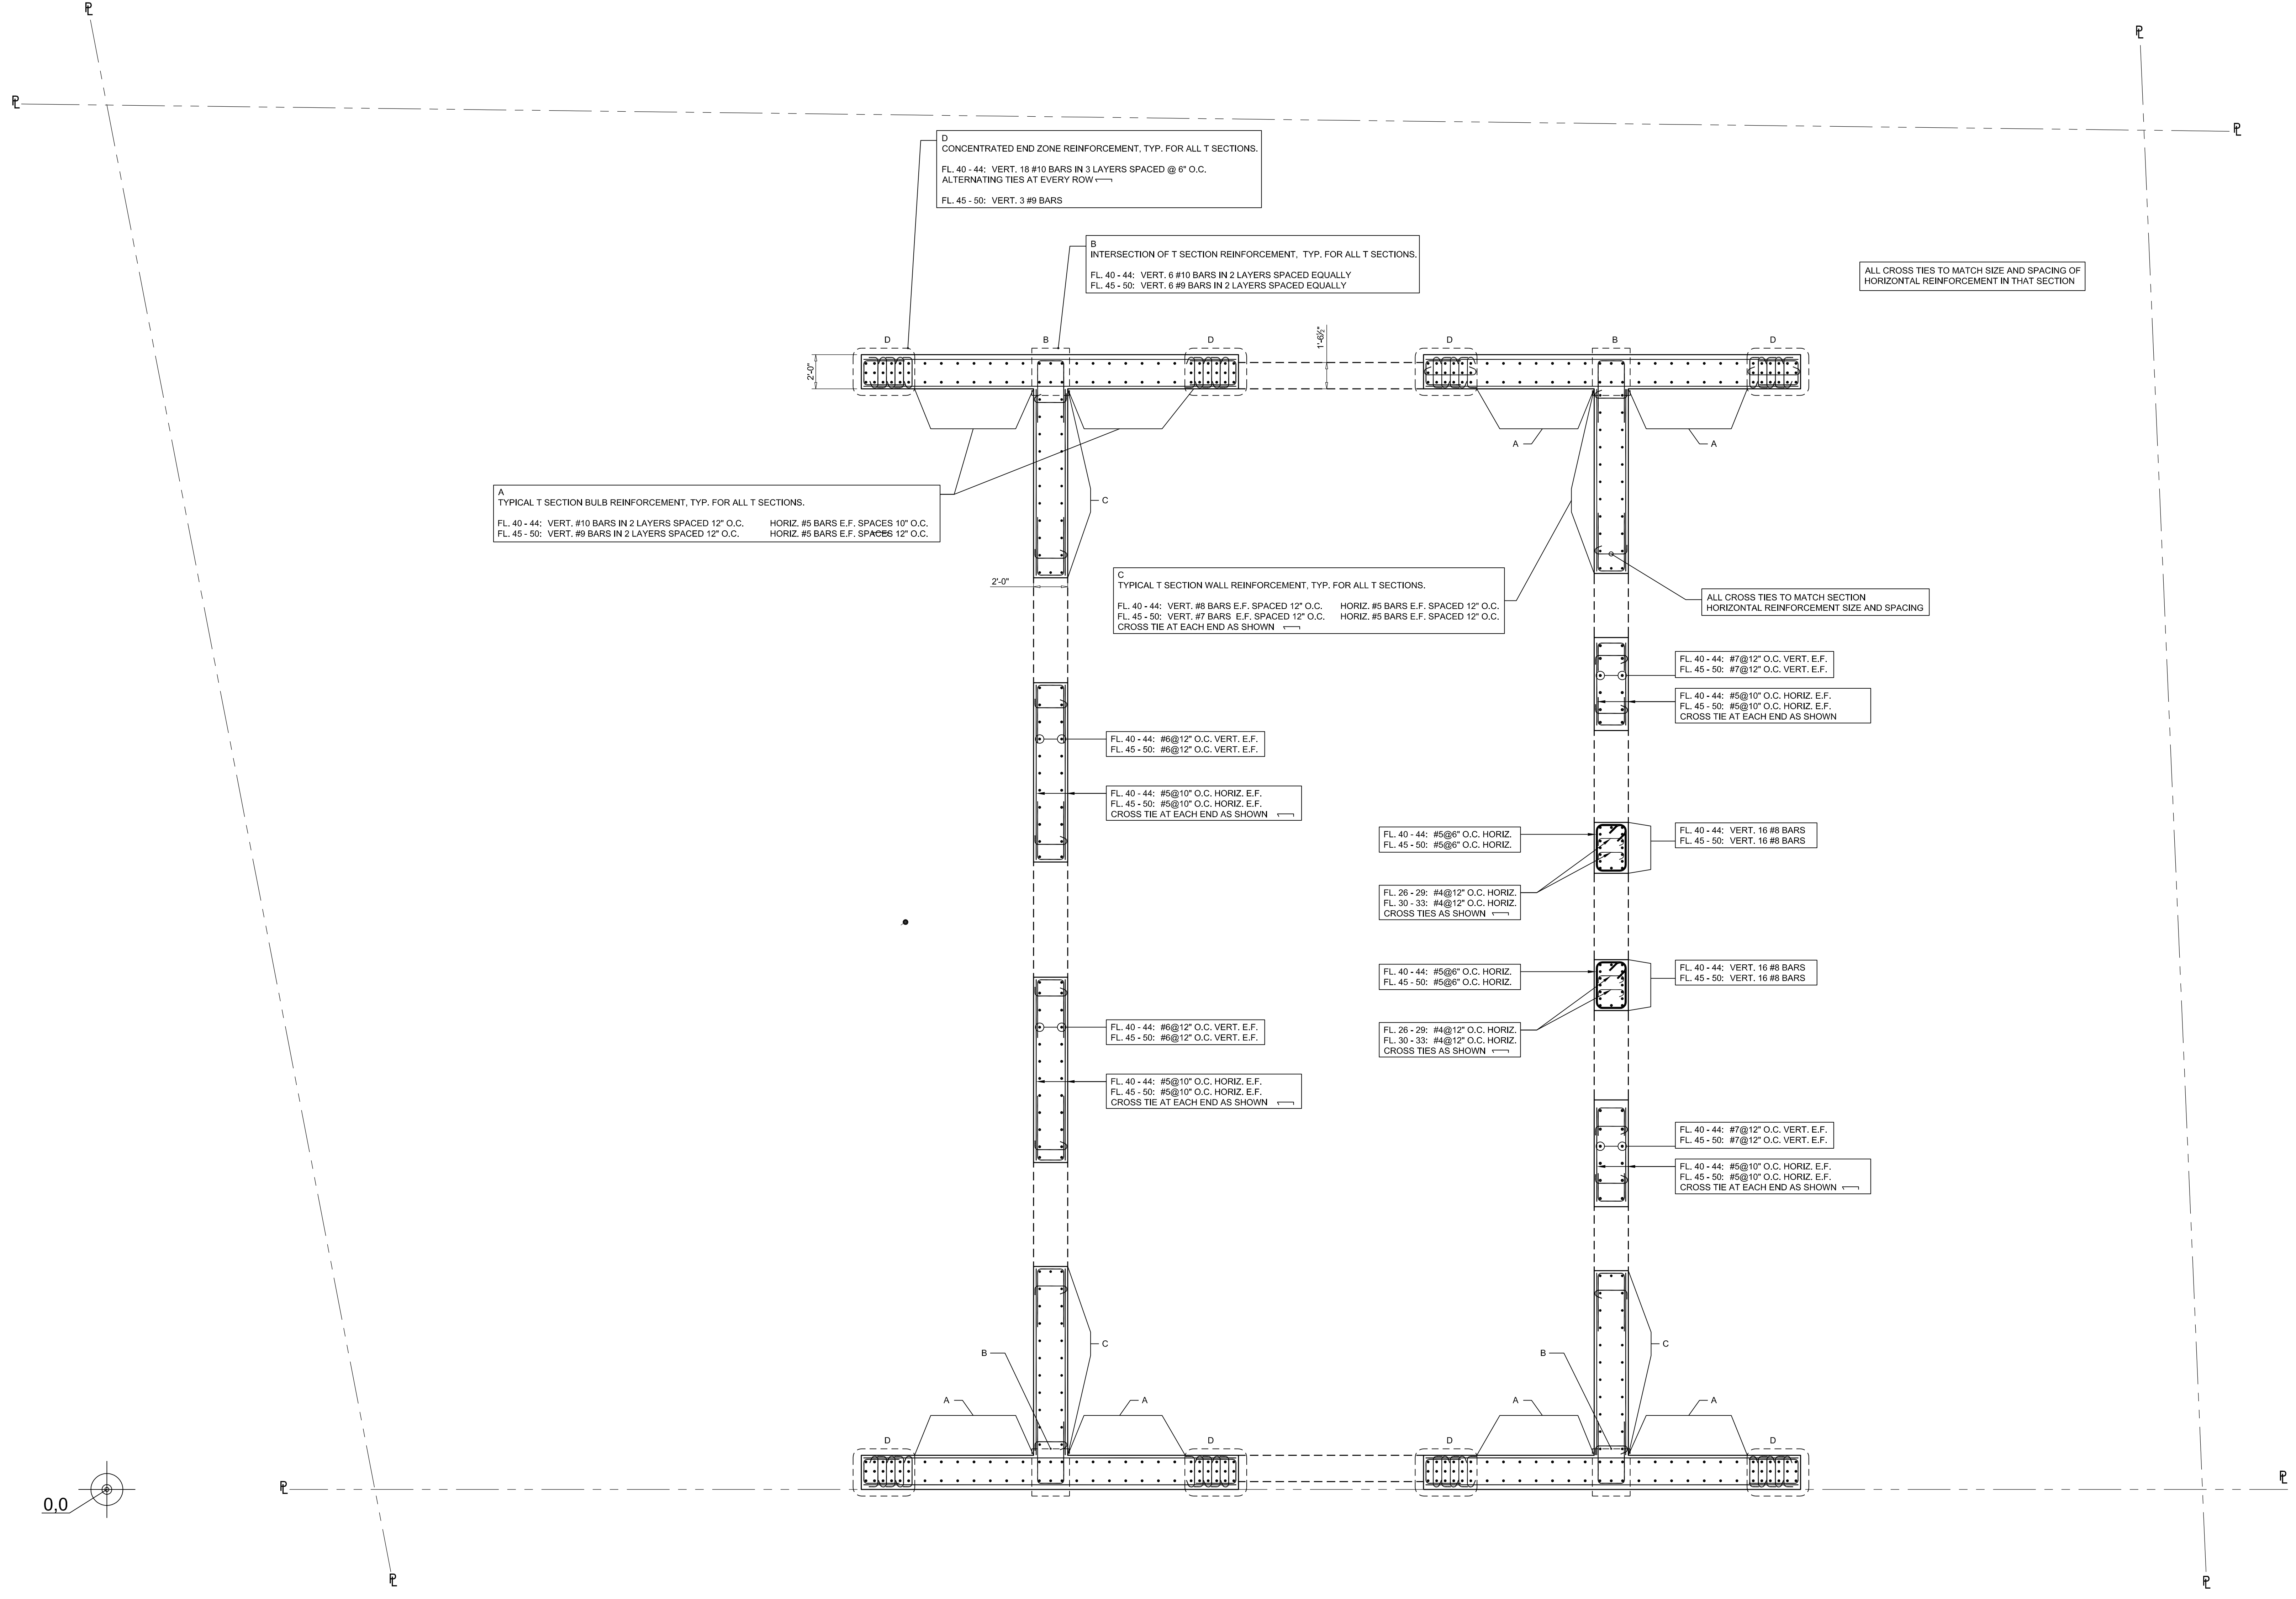 PL
PL
PL
PL
D
CONCENTRATED END ZONE REINFORCEMENT, TYP. FOR ALL T SECTIONS.
FL. 40 - 44: VERT. 18 #10 BARS IN 3 LAYERS SPACED @ 6" O.C.
ALTERNATING TIES AT EVERY ROW
FL. 45 - 50: VERT. 3 #9 BARS
B
INTERSECTION OF T SECTION REINFORCEMENT, TYP. FOR ALL T SECTIONS.
FL. 40 - 44: VERT. 6 #10 BARS IN 2 LAYERS SPACED EQUALLY
FL. 45 - 50: VERT. 6 #9 BARS IN 2 LAYERS SPACED EQUALLY
ALL CROSS TIES TO MATCH SIZE AND SPACING OF
HORIZONTAL REINFORCEMENT IN THAT SECTION
D
B
D
1'-6½"
D
B
D
2'-0"
A
A
A
TYPICAL T SECTION BULB REINFORCEMENT, TYP. FOR ALL T SECTIONS.
FL. 40 - 44: VERT. #10 BARS IN 2 LAYERS SPACED 12" O.C. HORIZ. #5 BARS E.F. SPACES 10" O.C.
FL. 45 - 50: VERT. #9 BARS IN 2 LAYERS SPACED 12" O.C. HORIZ. #5 BARS E.F. SPACES 12" O.C.
C
2'-0"
C
TYPICAL T SECTION WALL REINFORCEMENT, TYP. FOR ALL T SECTIONS.
FL. 40 - 44: VERT. #8 BARS E.F. SPACED 12" O.C. HORIZ. #5 BARS E.F. SPACED 12" O.C.
FL. 45 - 50: VERT. #7 BARS E.F. SPACED 12" O.C. HORIZ. #5 BARS E.F. SPACED 12" O.C.
CROSS TIE AT EACH END AS SHOWN
ALL CROSS TIES TO MATCH SECTION
HORIZONTAL REINFORCEMENT SIZE AND SPACING
FL. 40 - 44: #7@12" O.C. VERT. E.F.
FL. 45 - 50: #7@12" O.C. VERT. E.F.
FL. 40 - 44: #5@10" O.C. HORIZ. E.F.
FL. 45 - 50: #5@10" O.C. HORIZ. E.F.
CROSS TIE AT EACH END AS SHOWN
FL. 40 - 44: #6@12" O.C. VERT. E.F.
FL. 45 - 50: #6@12" O.C. VERT. E.F.
FL. 40 - 44: #5@10" O.C. HORIZ. E.F.
FL. 45 - 50: #5@10" O.C. HORIZ. E.F.
CROSS TIE AT EACH END AS SHOWN
FL. 40 - 44: #5@6" O.C. HORIZ.
FL. 45 - 50: #5@6" O.C. HORIZ.
FL. 40 - 44: VERT. 16 #8 BARS
FL. 45 - 50: VERT. 16 #8 BARS
FL. 26 - 29: #4@12" O.C. HORIZ.
FL. 30 - 33: #4@12" O.C. HORIZ.
CROSS TIES AS SHOWN
FL. 40 - 44: #5@6" O.C. HORIZ.
FL. 45 - 50: #5@6" O.C. HORIZ.
FL. 40 - 44: VERT. 16 #8 BARS
FL. 45 - 50: VERT. 16 #8 BARS
FL. 26 - 29: #4@12" O.C. HORIZ.
FL. 30 - 33: #4@12" O.C. HORIZ.
CROSS TIES AS SHOWN
FL. 40 - 44: #6@12" O.C. VERT. E.F.
FL. 45 - 50: #6@12" O.C. VERT. E.F.
FL. 40 - 44: #5@10" O.C. HORIZ. E.F.
FL. 45 - 50: #5@10" O.C. HORIZ. E.F.
CROSS TIE AT EACH END AS SHOWN
FL. 40 - 44: #7@12" O.C. VERT. E.F.
FL. 45 - 50: #7@12" O.C. VERT. E.F.
FL. 40 - 44: #5@10" O.C. HORIZ. E.F.
FL. 45 - 50: #5@10" O.C. HORIZ. E.F.
CROSS TIE AT EACH END AS SHOWN
C
C
B
B
A
A
A
A
D
D
D
D
PL
PL
0,0
PL
PL